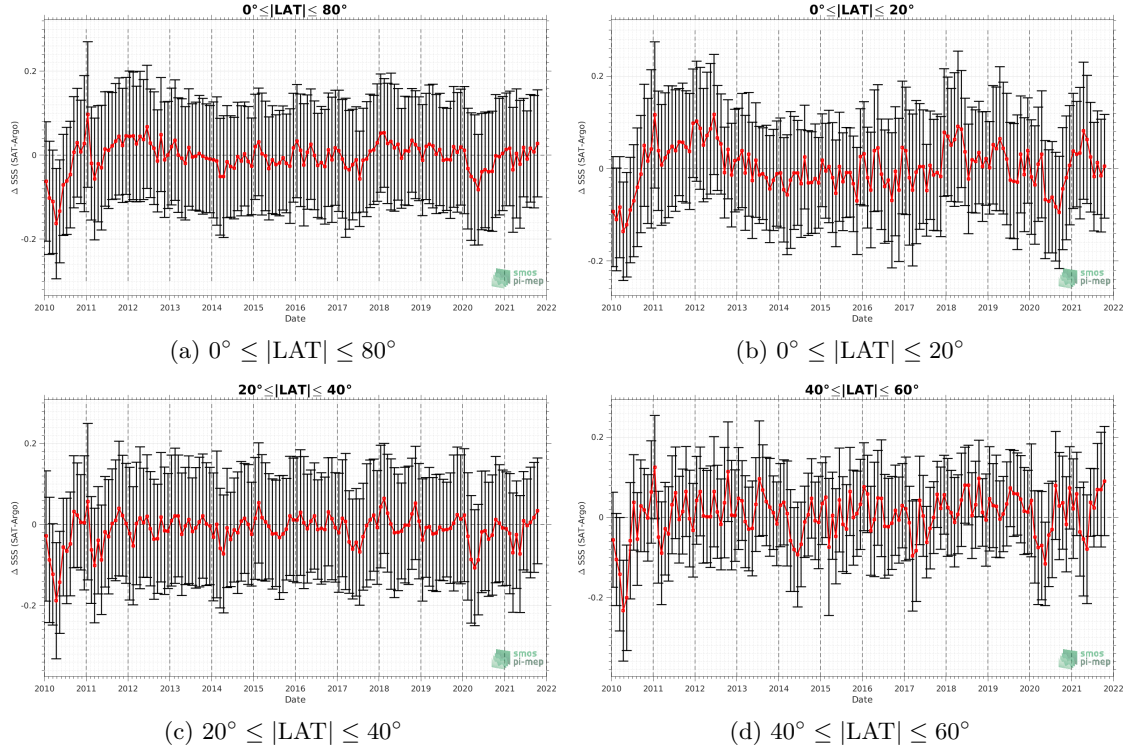 0°≤|LAT|≤ 80°
0.2
0
-0.2
Δ SSS (SAT-Argo)
2010 2011 2012 2013 2014 2015 2016 2017 2018 2019 2020 2021 2022
Date
smos
pi-mep
(a) 0° ≤ |LAT| ≤ 80°
0°≤|LAT|≤ 20°
0.2
0
-0.2
Δ SSS (SAT-Argo)
2010 2011 2012 2013 2014 2015 2016 2017 2018 2019 2020 2021 2022
Date
smos
pi-mep
(b) 0° ≤ |LAT| ≤ 20°
20°≤|LAT|≤ 40°
0.2
0
-0.2
Δ SSS (SAT-Argo)
2010 2011 2012 2013 2014 2015 2016 2017 2018 2019 2020 2021 2022
Date
smos
pi-mep
(c) 20° ≤ |LAT| ≤ 40°
40°≤|LAT|≤ 60°
0.2
0
-0.2
Δ SSS (SAT-Argo)
2010 2011 2012 2013 2014 2015 2016 2017 2018 2019 2020 2021 2022
Date
smos
pi-mep
(d) 40° ≤ |LAT| ≤ 60°